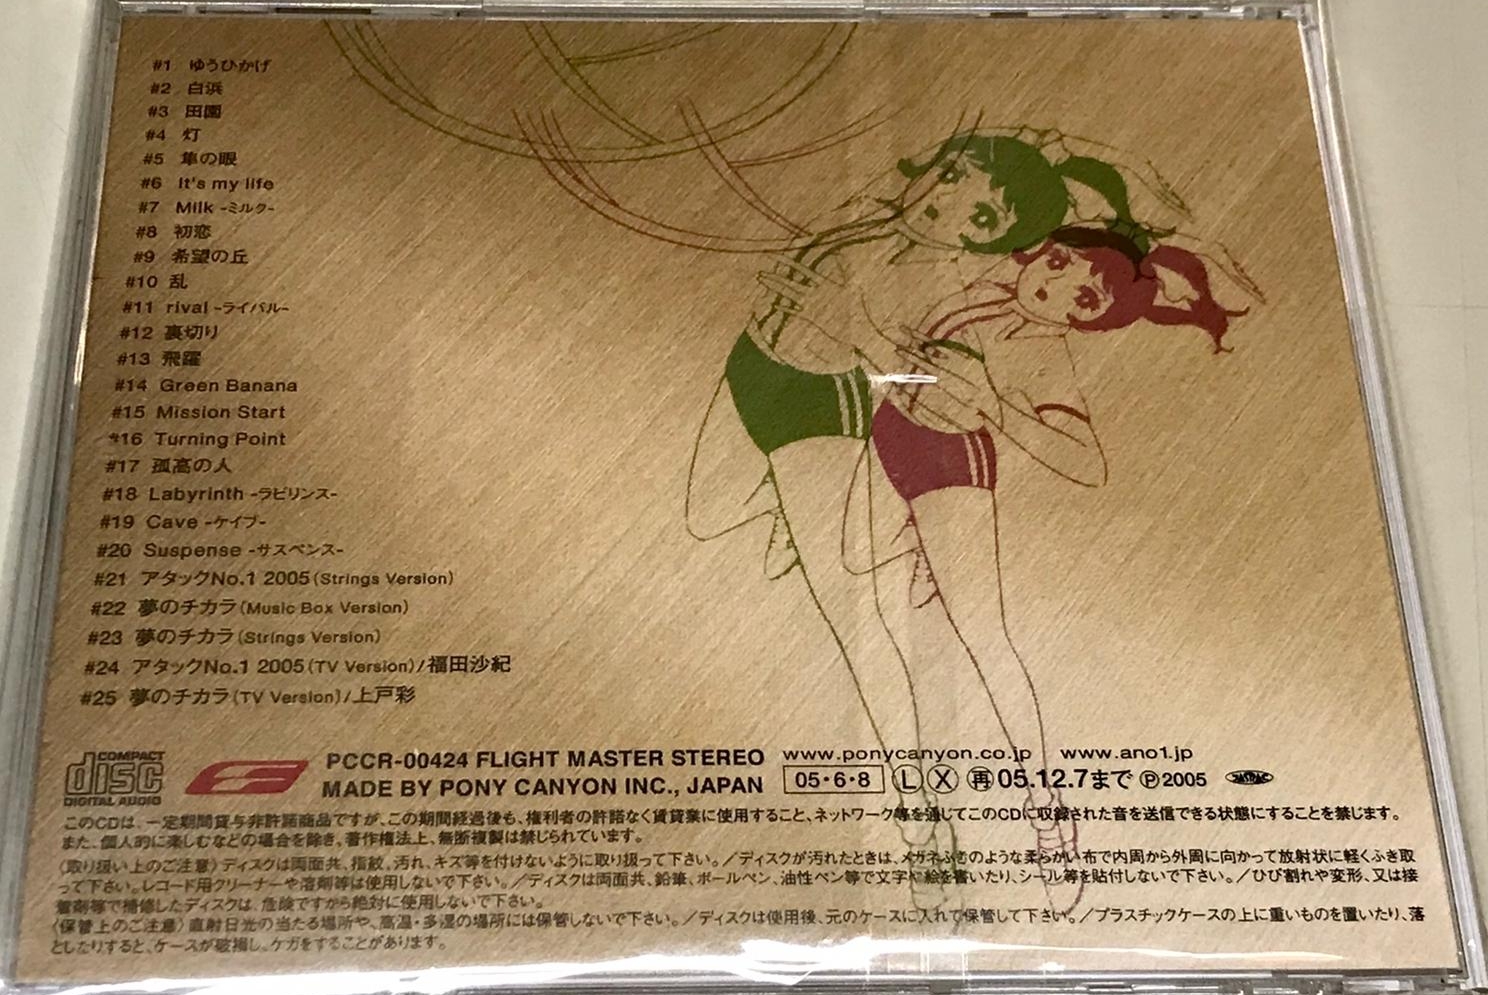 #1 ゆうひかげ
#2 白浜
#3 田園
#4 灯
#5 隼の眼
#6 It's my life
#7 Milk -ミルク-
#8 初恋
#9 希望の丘
#10 乱
#11 rival -ライバル-
#12 裏切り
#13 飛躍
#14 Green Banana
#15 Mission Start
#16 Turning Point
#17 孤高の人
#18 Labyrinth -ラビリンス-
#19 Cave -ケイブ-
#20 Suspense -サスペンス-
#21 アタックNo.1 2005(Strings Version)
#22 夢のチカラ(Music Box Version)
#23 夢のチカラ(Strings Version)
#24 アタックNo.1 2005(TV Version)/福田沙紀
#25 夢のチカラ(TV Version)/上戸彩
COMPACT disc DIGITAL AUDIO
PCCR-00424 FLIGHT MASTER STEREO www.ponycanyon.co.jp www.ano1.jp
MADE BY PONY CANYON INC., JAPAN 05・6・8 Ⓛ Ⓧ 再 05.12.7まで Ⓟ2005
このCDは、一定期間貸与非許諾商品ですが、この期間経過後も、権利者の許諾なく賃貸業に使用すること、ネットワーク等を通じてこのCDに収録された音を送信できる状態にすることを禁じます。
また、個人的に楽しむなどの場合を除き、著作権法上、無断複製は禁じられています。
〈取り扱い上のご注意〉ディスクは両面共、指紋、汚れ、キズ等を付けないように取り扱って下さい。／ディスクが汚れたときは、メガネふきのような柔らかい布で内周から外周に向かって放射状に軽くふき取
って下さい。レコード用クリーナーや溶剤等は使用しないで下さい。／ディスクは両面共、鉛筆、ボールペン、油性ペン等で文字や絵を書いたり、シール等を貼付しないで下さい。／ひび割れや変形、又は接
着剤等で補修したディスクは、危険ですから絶対に使用しないで下さい。
〈保管上のご注意〉直射日光の当たる場所や、高温・多湿の場所には保管しないで下さい。／ディスクは使用後、元のケースに入れて保管して下さい。／プラスチックケースの上に重いものを置いたり、落
としたりすると、ケースが破損し、ケガをすることがあります。